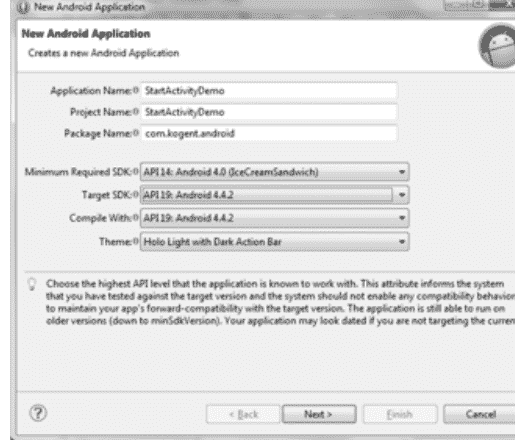 New Android Application
New Android Application
Creates a new Android Application
Application Name: StartActivityDemo
Project Name: StartActivityDemo
Package Name: com.kogent.android
Minimum Required SDK: API 14: Android 4.0 (IceCreamSandwich)
Target SDK: API 19: Android 4.4.2
Compile With: API 19: Android 4.4.2
Theme: Holo Light with Dark Action Bar
Choose the highest API level that the application is known to work with. This attribute informs the system
that you have tested against the target version and the system should not enable any compatibility behavior
to maintain your app's forward-compatibility with the target version. The application is still able to run on
older versions (down to minSdkVersion). Your application may look dated if you are not targeting the curren
?
< Back Next > Finish Cancel